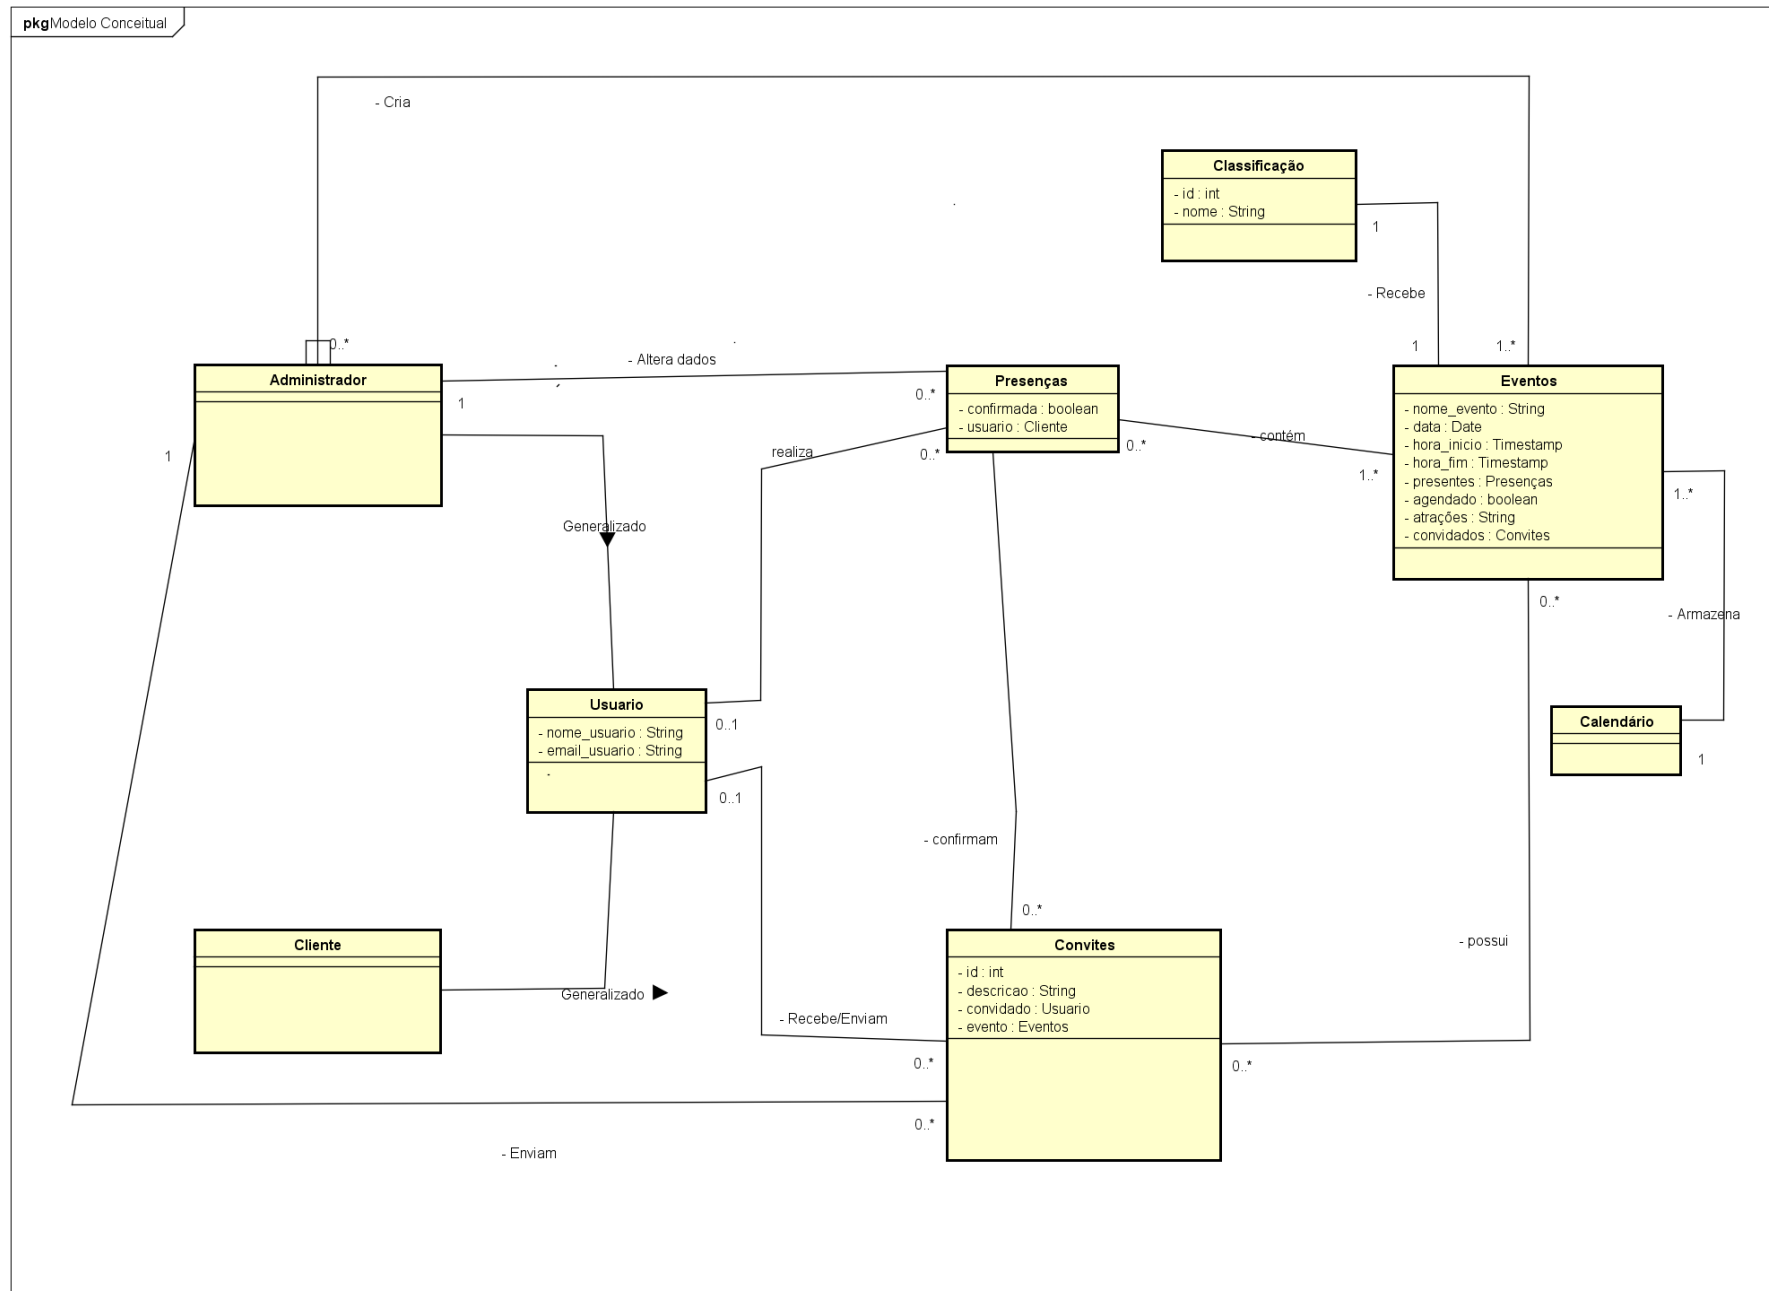 pkg Modelo Conceitual
- Cria
Classificação
- id : int
- nome : String
1
- Recebe
1
1..*
0..*
Administrador
1
1
- Altera dados
0..*
Presenças
- confirmada : boolean
- usuario : Cliente
0..*
0..*
- contém
1..*
Eventos
- nome_evento : String
- data : Date
- hora_inicio : Timestamp
- hora_fim : Timestamp
- presentes : Presenças
- agendado : boolean
- atrações : String
- convidados : Convites
1..*
0..*
- Armazena
realiza
Generalizado
Usuario
- nome_usuario : String
- email_usuario : String
0..1
0..1
Calendário
1
- confirmam
0..*
Cliente
Generalizado
- Recebe/Enviam
0..*
Convites
- id : int
- descricao : String
- convidado : Usuario
- evento : Eventos
- possui
0..*
0..*
- Enviam